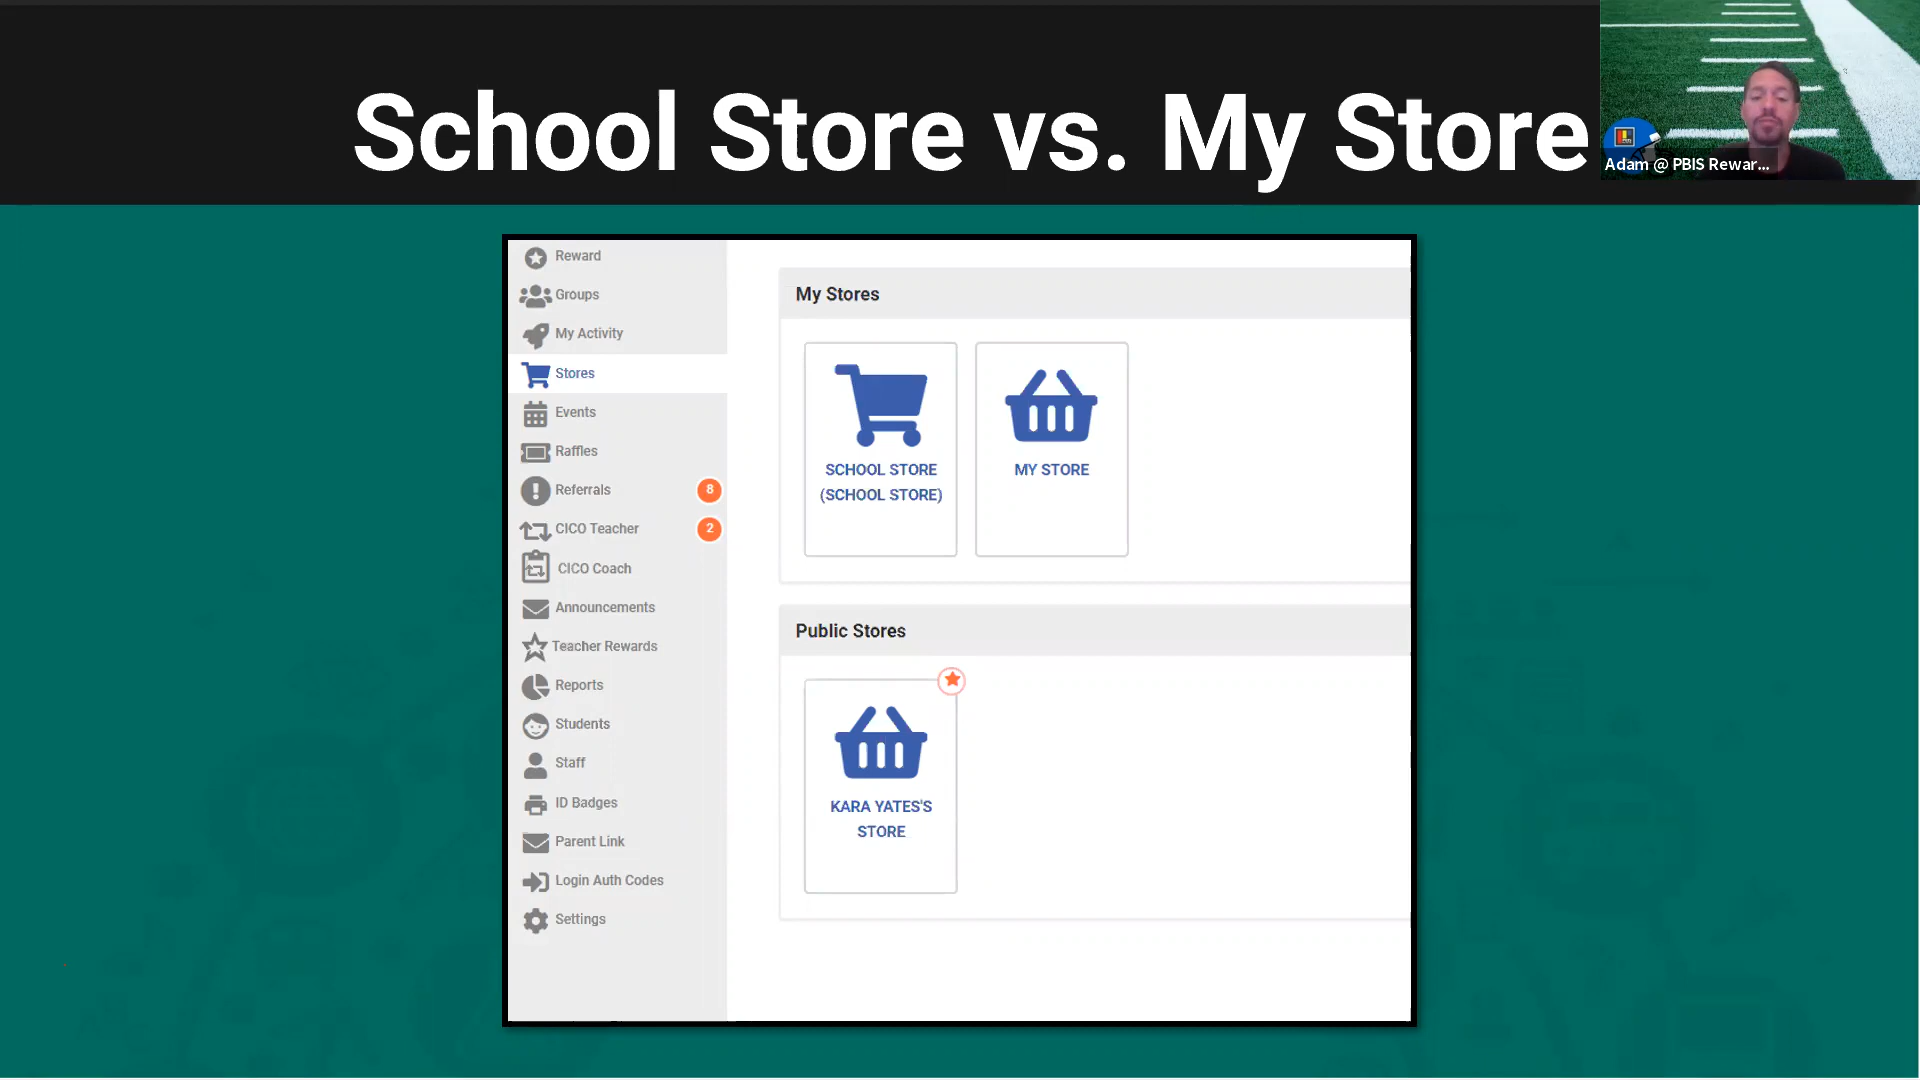 School Store vs. My Store
Adam @ PBIS Rewar...
Reward
Groups
My Activity
Stores
Events
Raffles
Referrals 8
CICO Teacher 2
CICO Coach
Announcements
Teacher Rewards
Reports
Students
Staff
ID Badges
Parent Link
Login Auth Codes
Settings
My Stores
SCHOOL STORE
(SCHOOL STORE)
MY STORE
Public Stores
KARA YATES'S
STORE